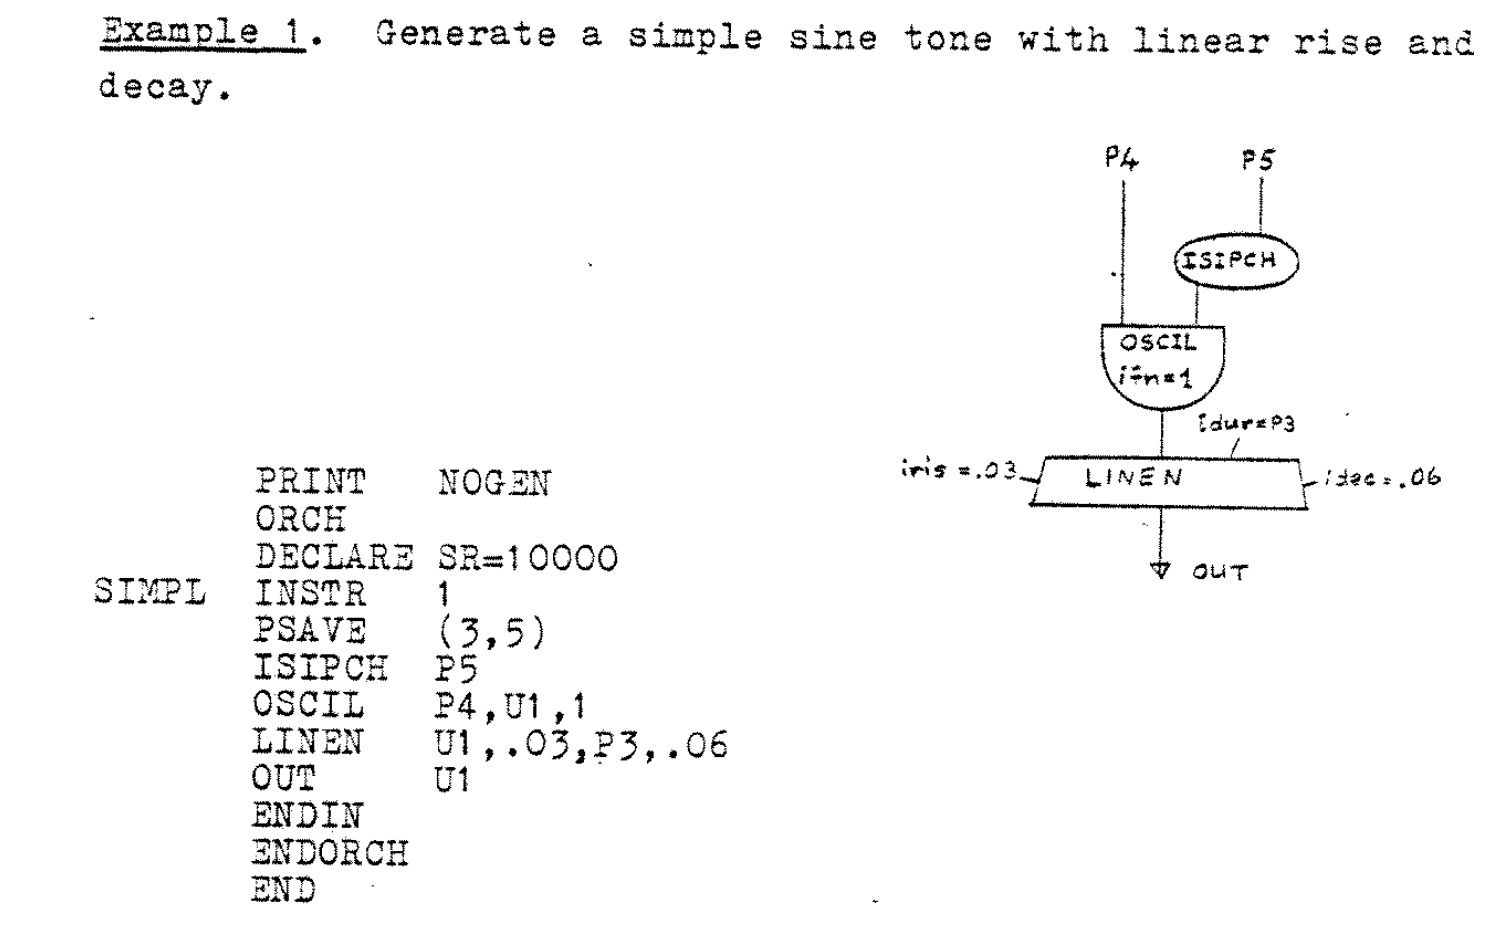 Example 1. Generate a simple sine tone with linear rise and
decay.
P4 P5
ISIPCH
OSCIL
ifn=1
idur=P3
iris =.03 LINEN idec=.06
OUT
PRINT NOGEN
ORCH
DECLARE SR=10000
SIMPL INSTR 1
PSAVE (3,5)
ISIPCH P5
OSCIL P4,U1,1
LINEN U1,.03,P3,.06
OUT U1
ENDIN
ENDORCH
END